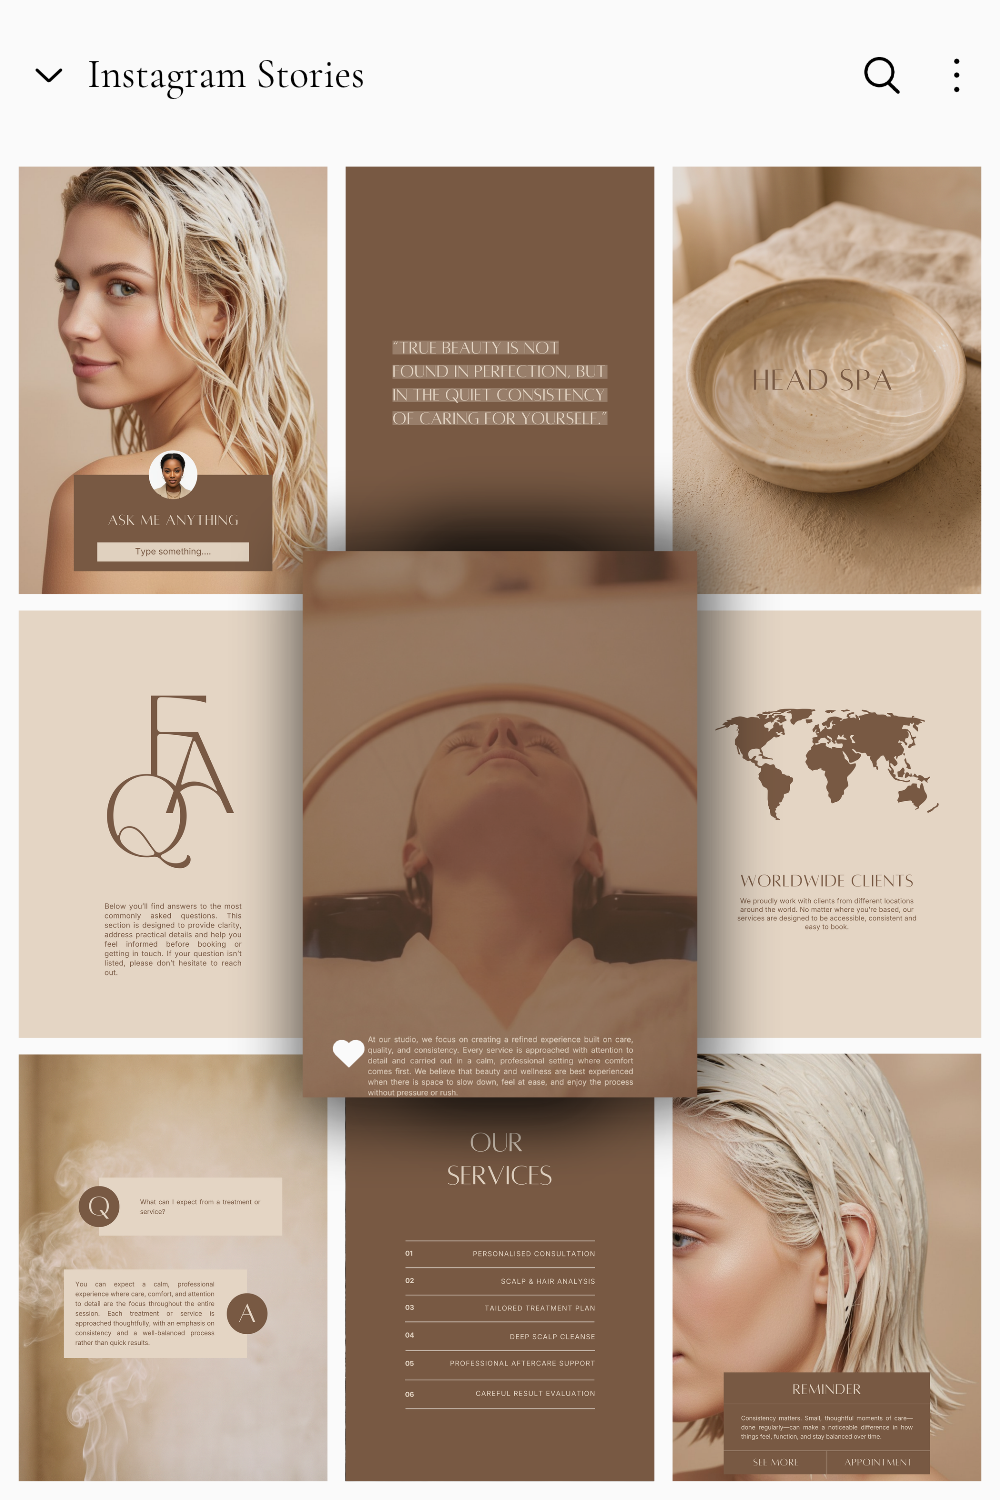 Instagram Stories
ASK ME ANYTHING
Type something....
"TRUE BEAUTY IS NOT
FOUND IN PERFECTION, BUT
IN THE QUIET CONSISTENCY
OF CARING FOR YOURSELF."
HEAD SPA
FAQ
Below you'll find answers to the most
commonly asked questions. This
section is designed to provide clarity,
address practical details and help you
feel informed before booking or
getting in touch. If your question isn't
listed, please don't hesitate to reach
out.
At our studio, we focus on creating a refined experience built on care,
quality, and consistency. Every service is approached with attention to
detail and carried out in a calm, professional setting where comfort
comes first. We believe that beauty and wellness are best experienced
when there is space to slow down, feel at ease, and enjoy the process
without pressure or rush.
WORLDWIDE CLIENTS
We proudly work with clients from different locations
around the world. No matter where you're based, our
services are designed to be accessible, consistent and
easy to book.
Q
What can I expect from a treatment or
service?
You can expect a calm, professional
experience where care, comfort, and attention
to detail are the focus throughout the entire
session. Each treatment or service is
approached thoughtfully, with an emphasis on
consistency and a well-balanced process
rather than quick results.
A
OUR
SERVICES
01 PERSONALISED CONSULTATION
02 SCALP & HAIR ANALYSIS
03 TAILORED TREATMENT PLAN
04 DEEP SCALP CLEANSE
05 PROFESSIONAL AFTERCARE SUPPORT
06 CAREFUL RESULT EVALUATION
REMINDER
Consistency matters. Small, thoughtful moments of care—
done regularly—can make a noticeable difference in how
things feel, function, and stay balanced over time.
SEE MORE
APPOINTMENT